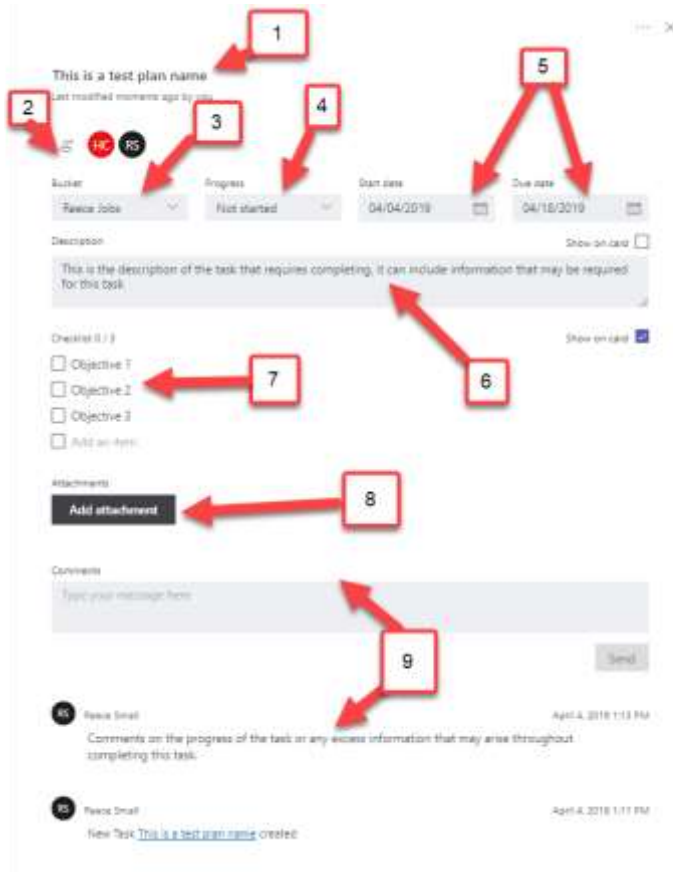 1
This is a test plan name
5
Last modified moments ago by you
2
3
4
HC RS
Bucket Progress Start date Due date
Reece Jobs Not started 04/04/2019 04/18/2019
Description Show on card
This is the description of the task that requires completing, it can include information that may be required
for this task
Checklist 0 / 3 Show on card
Objective 1
7
6
Objective 2
Objective 3
Add an item
Attachments
8
Add attachment
Comments
Type your message here
9
Send
RS Reece Small April 4, 2019 1:13 PM
Comments on the progress of the task or any excess information that may arise throughout
completing this task.
RS Reece Small April 4, 2019 1:11 PM
New Task This is a test plan name created